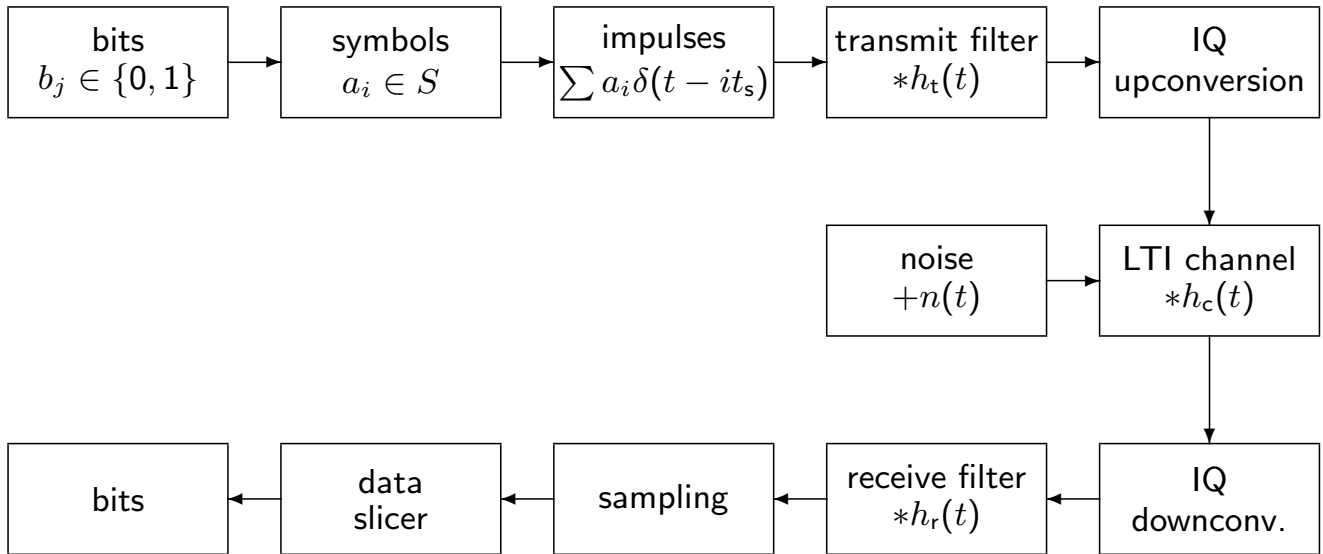 bits
b_j ∈ {0, 1}
symbols
a_i ∈ S
impulses
∑ a_i δ(t − it_s)
transmit filter
∗h_t(t)
IQ
upconversion
noise
+n(t)
LTI channel
∗h_c(t)
bits
data
slicer
sampling
receive filter
∗h_r(t)
IQ
downconv.